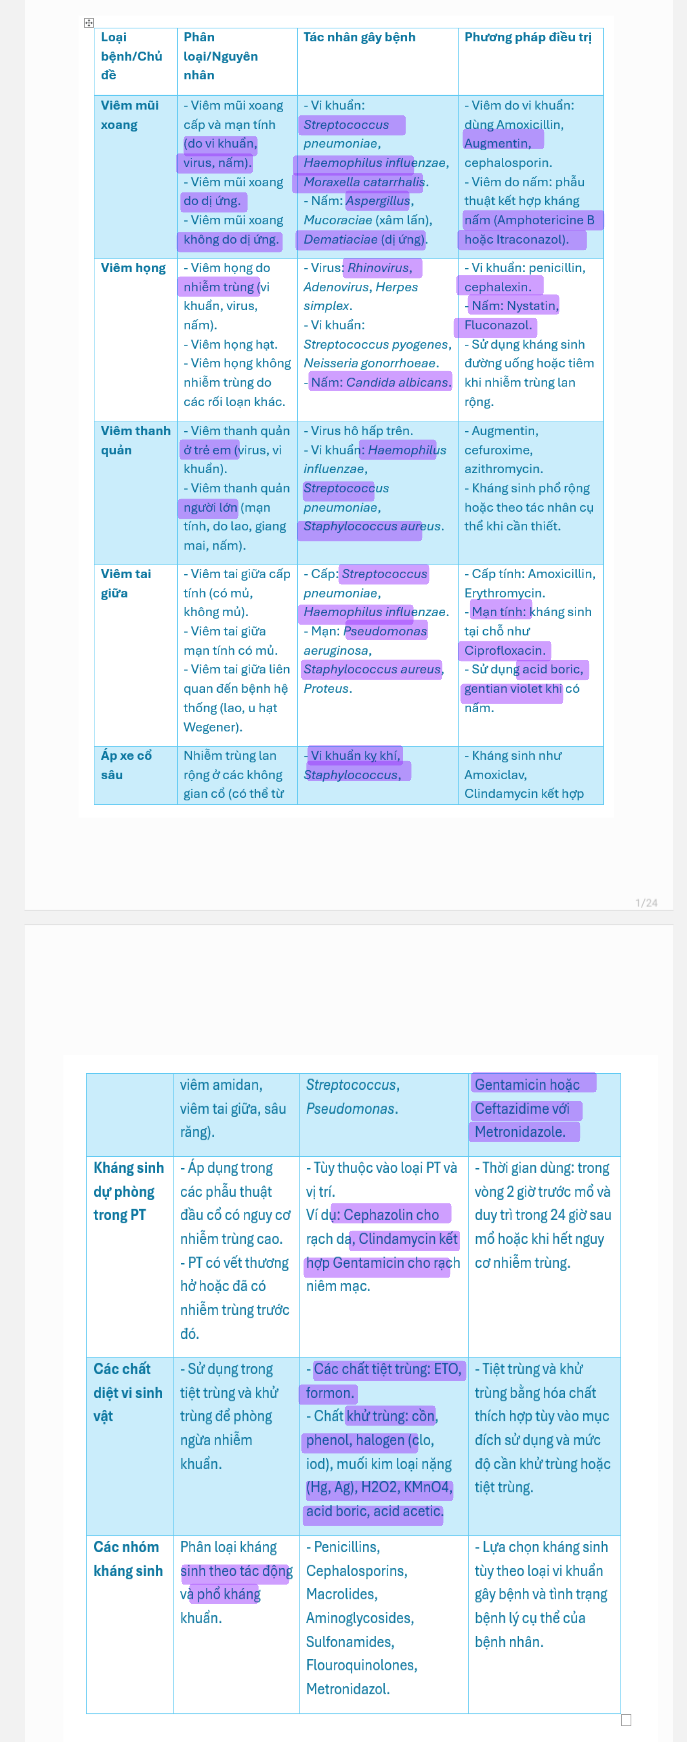 Loại bệnh/Chủ đề
Phân loại/Nguyên nhân
Tác nhân gây bệnh
Phương pháp điều trị
Viêm mũi
xoang
- Viêm mũi xoang
cấp và mạn tính
(do vi khuẩn,
virus, nấm).
- Viêm mũi xoang
do dị ứng.
- Viêm mũi xoang
không do dị ứng.
- Vi khuẩn:
Streptococcus
pneumoniae,
Haemophilus influenzae,
Moraxella catarrhalis.
- Nấm: Aspergillus,
Mucoraciae (xâm lấn),
Dematiaciae (dị ứng).
- Viêm do vi khuẩn:
dùng Amoxicillin,
Augmentin,
cephalosporin.
- Viêm do nấm: phẫu
thuật kết hợp kháng
nấm (Amphotericine B
hoặc Itraconazol).
Viêm họng
- Viêm họng do
nhiễm trùng (vi
khuẩn, virus,
nấm).
- Viêm họng hạt.
- Viêm họng không
nhiễm trùng do
các rối loạn khác.
- Virus: Rhinovirus,
Adenovirus, Herpes
simplex.
- Vi khuẩn:
Streptococcus pyogenes,
Neisseria gonorrhoeae.
- Nấm: Candida albicans.
- Vi khuẩn: penicillin,
cephalexin.
- Nấm: Nystatin,
Fluconazol.
- Sử dụng kháng sinh
đường uống hoặc tiêm
khi nhiễm trùng lan
rộng.
Viêm thanh
quản
- Viêm thanh quản
ở trẻ em (virus, vi
khuẩn).
- Viêm thanh quản
người lớn (mạn
tính, do lao, giang
mai, nấm).
- Virus hô hấp trên.
- Vi khuẩn: Haemophilus
influenzae,
Streptococcus
pneumoniae,
Staphylococcus aureus.
- Augmentin,
cefuroxime,
azithromycin.
- Kháng sinh phổ rộng
hoặc theo tác nhân cụ
thể khi cần thiết.
Viêm tai
giữa
- Viêm tai giữa cấp
tính (có mủ,
không mủ).
- Viêm tai giữa
mạn tính có mủ.
- Viêm tai giữa liên
quan đến bệnh hệ
thống (lao, u hạt
Wegener).
- Cấp: Streptococcus
pneumoniae,
Haemophilus influenzae.
- Mạn: Pseudomonas
aeruginosa,
Staphylococcus aureus,
Proteus.
- Cấp tính: Amoxicillin,
Erythromycin.
- Mạn tính: kháng sinh
tại chỗ như
Ciprofloxacin.
- Sử dụng acid boric,
gentian violet khi có
nấm.
Áp xe cổ
sâu
Nhiễm trùng lan
rộng ở các không
gian cổ (có thể từ
- Vi khuẩn kỵ khí,
Staphylococcus,
- Kháng sinh như
Amoxiclav,
Clindamycin kết hợp
1/24
viêm amidan,
viêm tai giữa, sâu
răng).
Streptococcus,
Pseudomonas.
Gentamicin hoặc
Ceftazidime với
Metronidazole.
Kháng sinh
dự phòng
trong PT
- Áp dụng trong
các phẫu thuật
đầu cổ có nguy cơ
nhiễm trùng cao.
- PT có vết thương
hở hoặc đã có
nhiễm trùng trước
đó.
- Tùy thuộc vào loại PT và
vị trí.
Ví dụ: Cephazolin cho
rạch da, Clindamycin kết
hợp Gentamicin cho rạch
niêm mạc.
- Thời gian dùng: trong
vòng 2 giờ trước mổ và
duy trì trong 24 giờ sau
mổ hoặc khi hết nguy
cơ nhiễm trùng.
Các chất
diệt vi sinh
vật
- Sử dụng trong
tiệt trùng và khử
trùng để phòng
ngừa nhiễm
khuẩn.
- Các chất tiệt trùng: ETO,
formon.
- Chất khử trùng: cồn,
phenol, halogen (clo,
iod), muối kim loại nặng
(Hg, Ag), H2O2, KMnO4,
acid boric, acid acetic.
- Tiệt trùng và khử
trùng bằng hóa chất
thích hợp tùy vào mục
đích sử dụng và mức
độ cần khử trùng hoặc
tiệt trùng.
Các nhóm
kháng sinh
Phân loại kháng
sinh theo tác động
và phổ kháng
khuẩn.
- Penicillins,
Cephalosporins,
Macrolides,
Aminoglycosides,
Sulfonamides,
Flouroquinolones,
Metronidazol.
- Lựa chọn kháng sinh
tùy theo loại vi khuẩn
gây bệnh và tình trạng
bệnh lý cụ thể của
bệnh nhân.